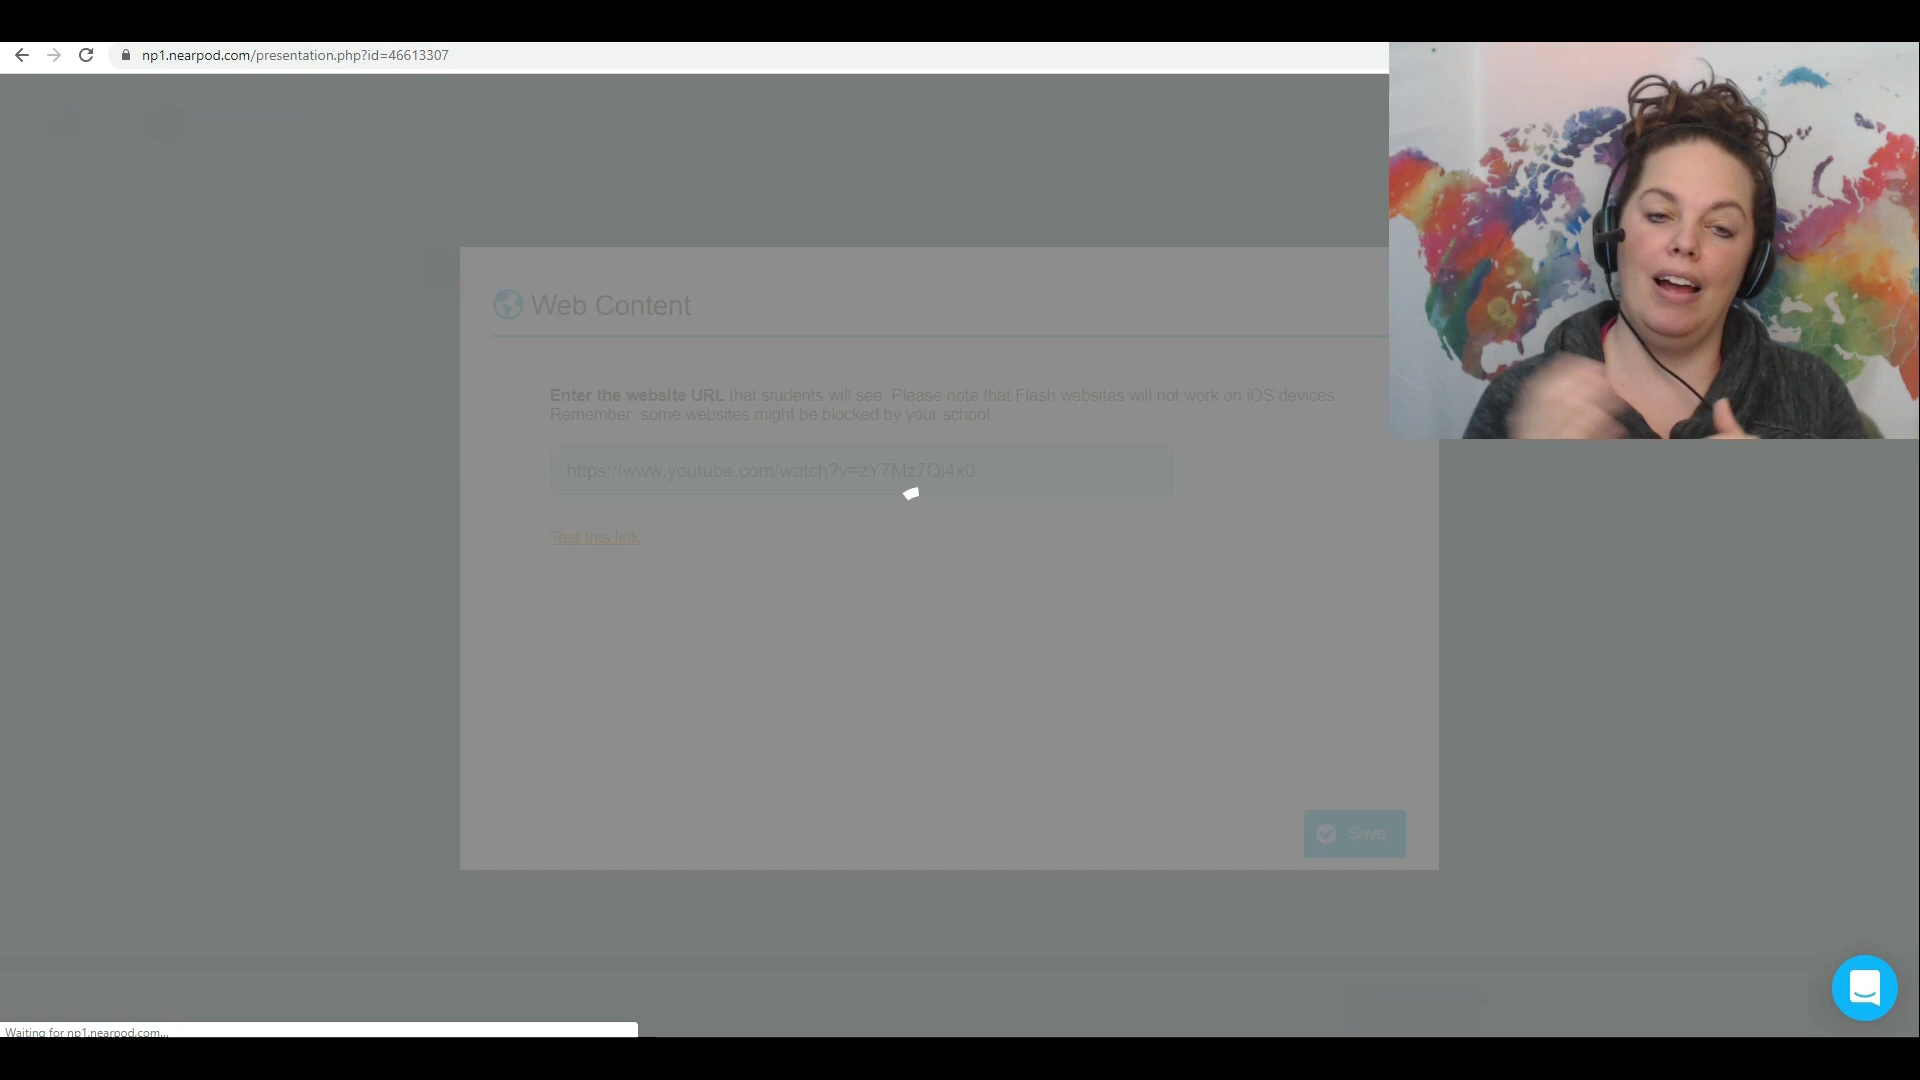 np1.nearpod.com/presentation.php?id=46613307
Web Content
Enter the website URL that students will see. Please note that Flash websites will not work on iOS devices.
Remember: some websites might be blocked by your school.
https://www.youtube.com/watch?v=zY7Mz7Qi4x0
Test this link
Save
Waiting for np1.nearpod.com...